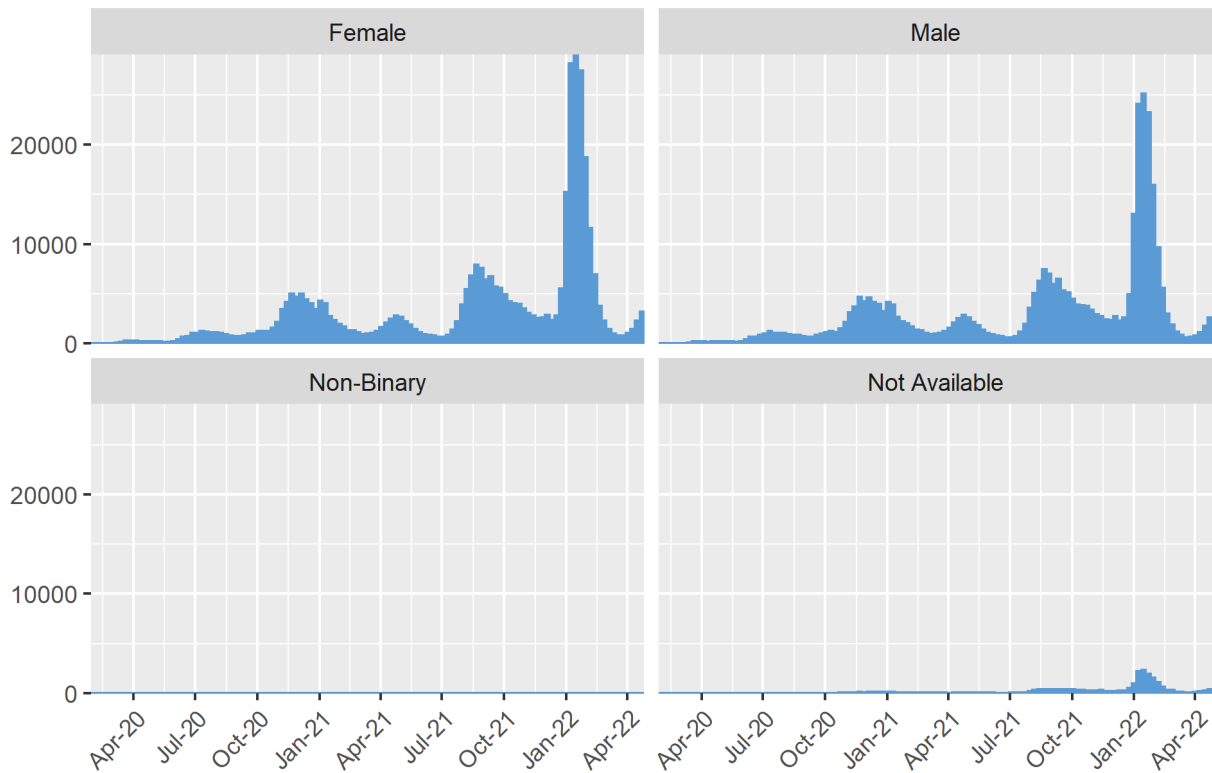 Female Male
20000
10000
0
Non-Binary Not Available
20000
10000
0
Apr-20 Jul-20 Oct-20 Jan-21 Apr-21 Jul-21 Oct-21 Jan-22 Apr-22 Apr-20 Jul-20 Oct-20 Jan-21 Apr-21 Jul-21 Oct-21 Jan-22 Apr-22